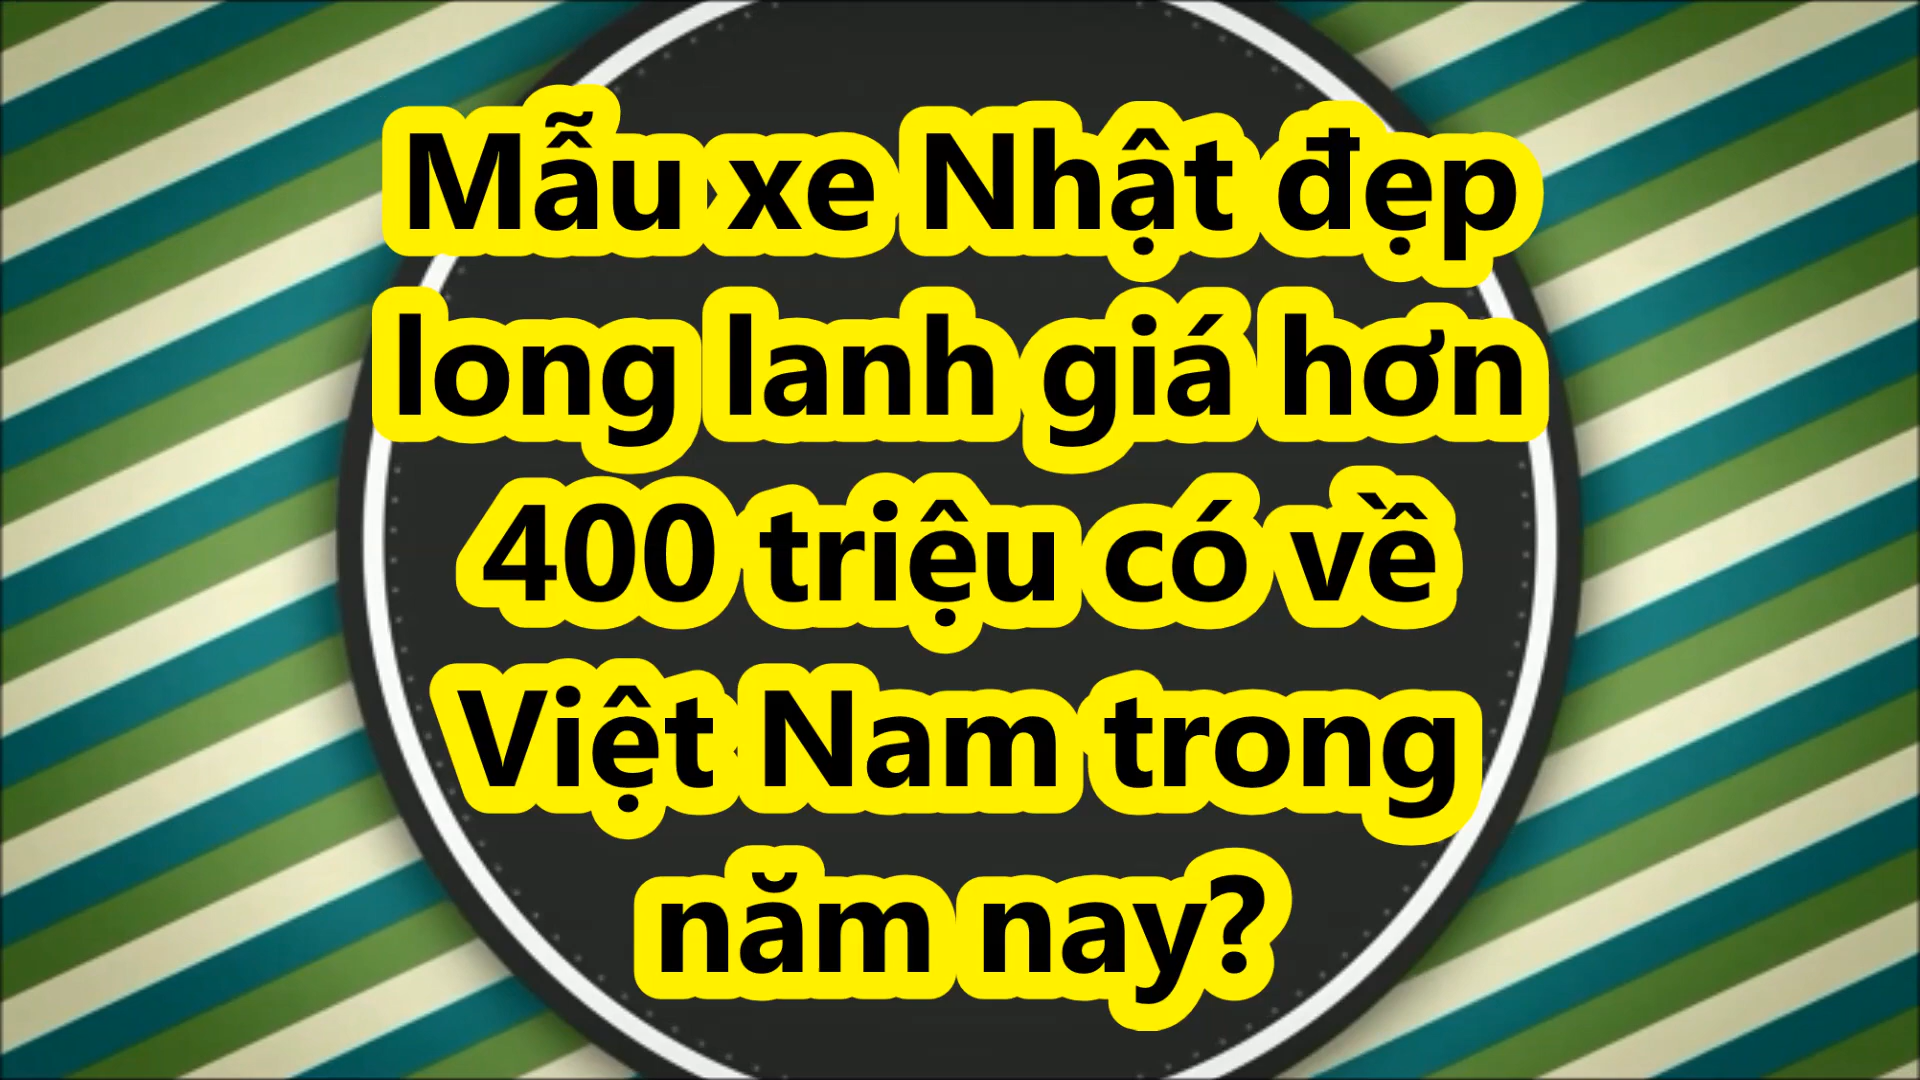 Mẫu xe Nhật đẹp
long lanh giá hơn
400 triệu có về
Việt Nam trong
năm nay?